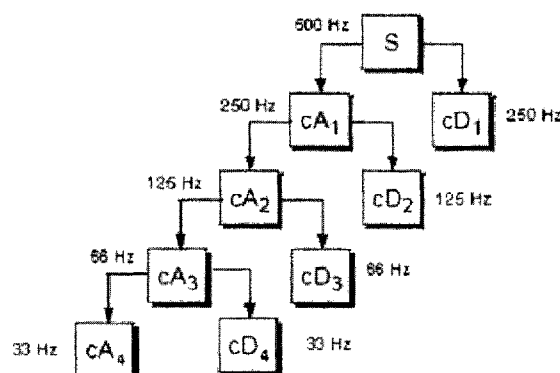 500 Hz
S
250 Hz
cA1
cD1
250 Hz
125 Hz
cA2
cD2
125 Hz
66 Hz
cA3
cD3
66 Hz
33 Hz
cA4
cD4
33 Hz